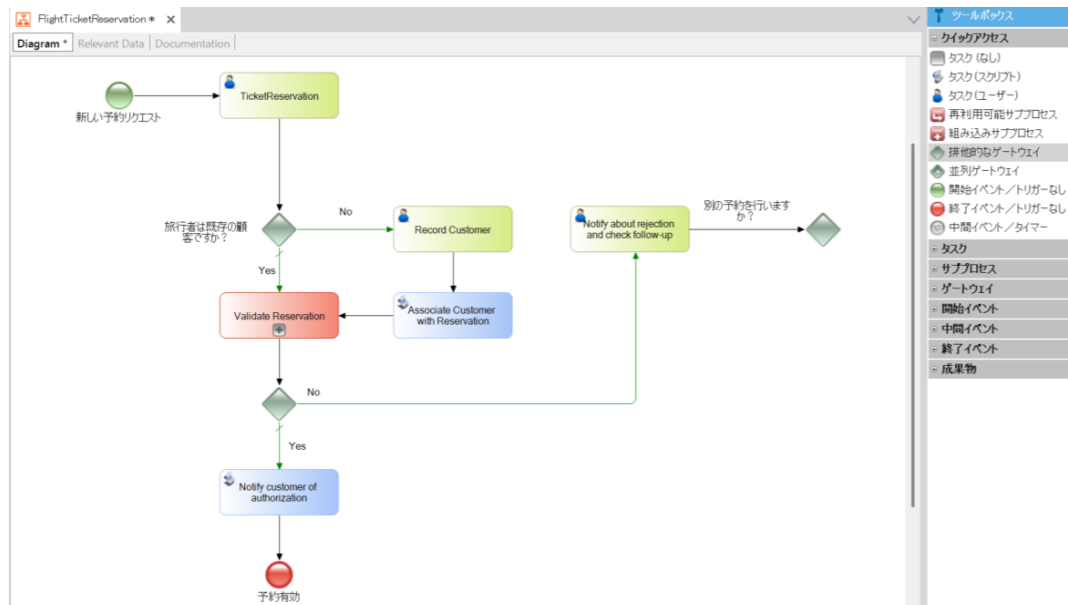 FlightTicketReservation *
Diagram *
Relevant Data
Documentation
新しい予約リクエスト
TicketReservation
旅行者は既存の顧
客ですか？
No
Yes
Record Customer
Associate Customer
with Reservation
Validate Reservation
No
Yes
Notify about rejection
and check follow-up
別の予約を行います
か？
Notify customer of
authorization
予約有効
ツールボックス
クイックアクセス
タスク (なし)
タスク (スクリプト)
タスク (ユーザー)
再利用可能サブプロセス
組み込みサブプロセス
排他的なゲートウェイ
並列ゲートウェイ
開始イベント／トリガーなし
終了イベント／トリガーなし
中間イベント／タイマー
タスク
サブプロセス
ゲートウェイ
開始イベント
中間イベント
終了イベント
成果物